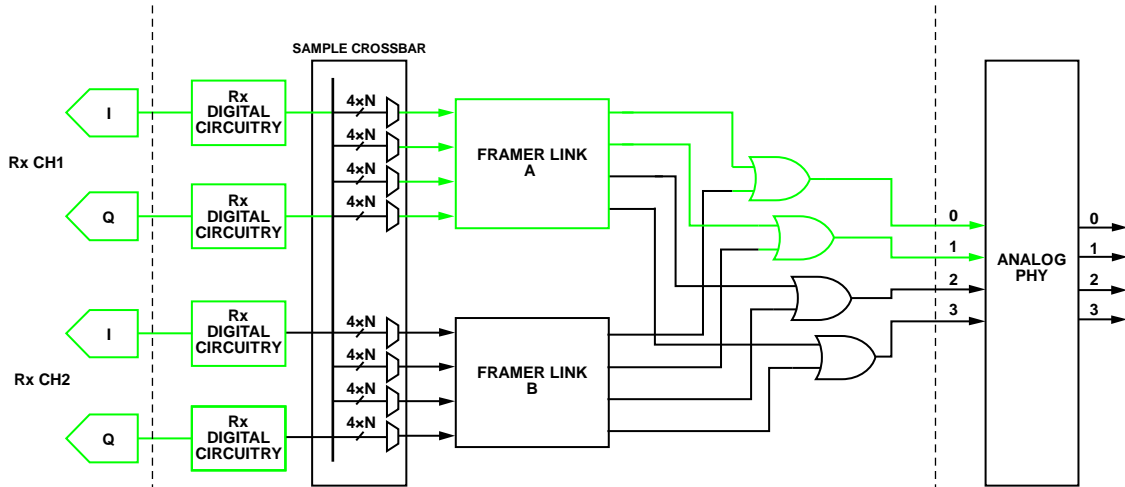 SAMPLE CROSSBAR
Rx CH1
I
Rx
DIGITAL
CIRCUITRY
4×N
4×N
4×N
4×N
Q
Rx
DIGITAL
CIRCUITRY
FRAMER LINK
A
0
1
2
3
ANALOG
PHY
0
1
2
3
Rx CH2
I
Rx
DIGITAL
CIRCUITRY
4×N
4×N
4×N
4×N
Q
Rx
DIGITAL
CIRCUITRY
FRAMER LINK
B